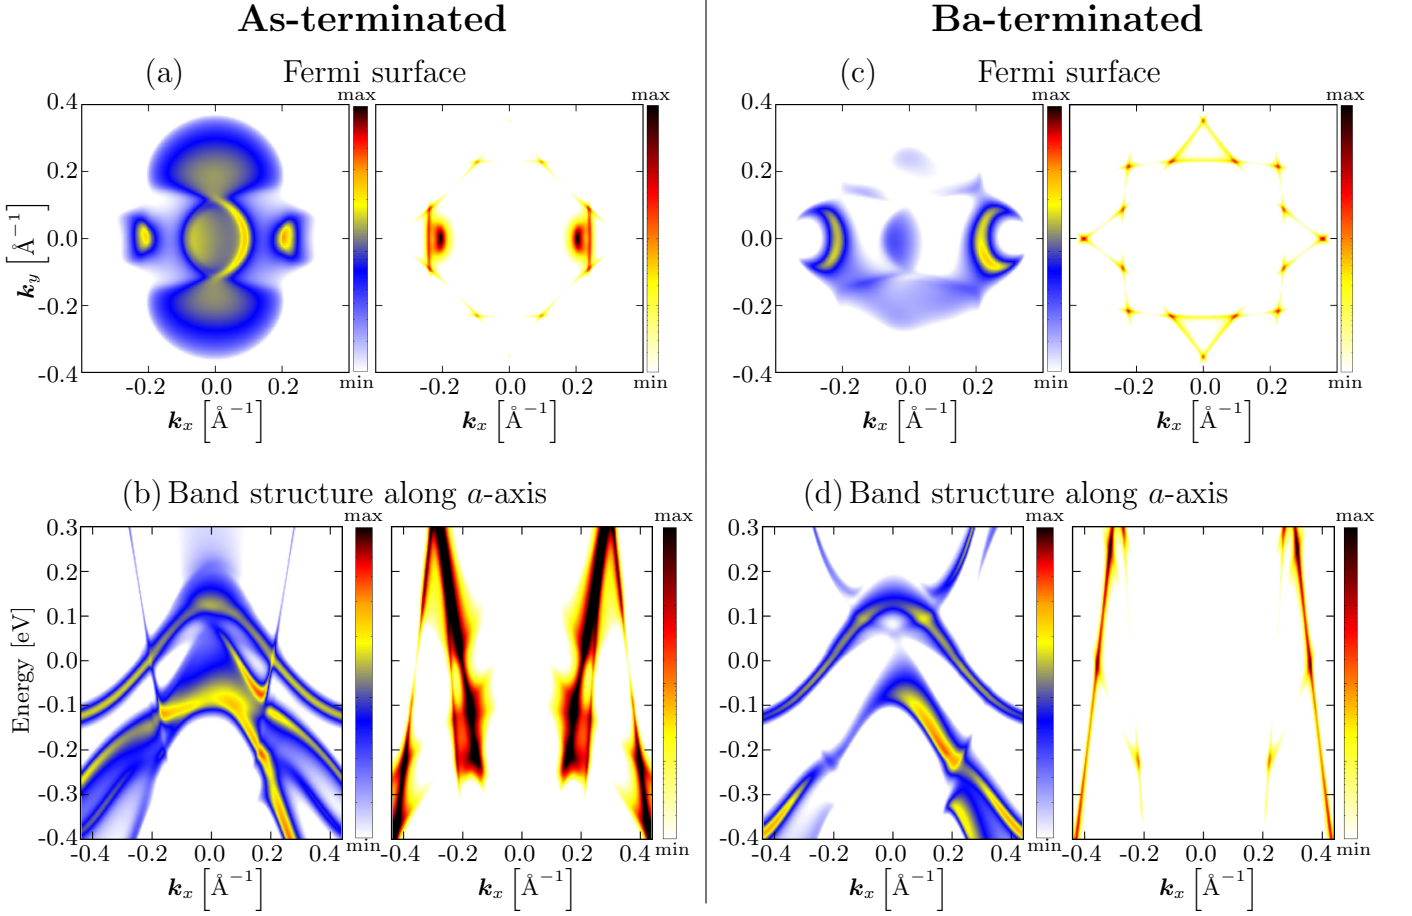 As-terminated
Ba-terminated
(a) Fermi surface
(c) Fermi surface
max max max max
0.4 0.2 0.0 -0.2 -0.4
k_y [Å^{-1}]
0.4 0.2 0.0 -0.2 -0.4
min min min min
-0.2 0.0 0.2 -0.2 0.0 0.2 -0.2 0.0 0.2 -0.2 0.0 0.2
k_x [Å^{-1}] k_x [Å^{-1}] k_x [Å^{-1}] k_x [Å^{-1}]
(b) Band structure along a-axis
(d) Band structure along a-axis
max max max max
0.3 0.2 0.1 0.0 -0.1 -0.2 -0.3 -0.4
Energy [eV]
0.3 0.2 0.1 0.0 -0.1 -0.2 -0.3 -0.4
min min min min
-0.4 -0.2 0.0 0.2 0.4 -0.4 -0.2 0.0 0.2 0.4 -0.4 -0.2 0.0 0.2 0.4 -0.4 -0.2 0.0 0.2 0.4
k_x [Å^{-1}] k_x [Å^{-1}] k_x [Å^{-1}] k_x [Å^{-1}]